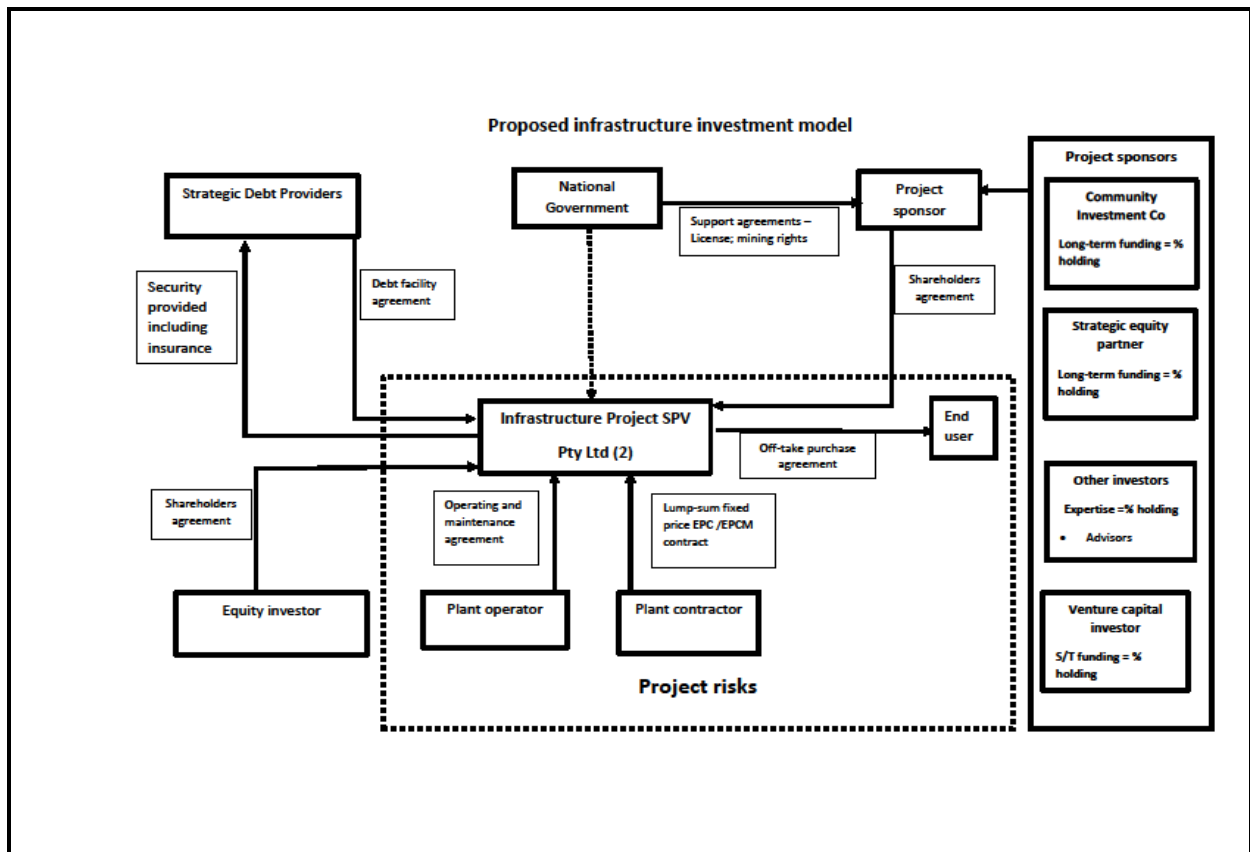 Proposed infrastructure investment model
Strategic Debt Providers
National
Government
Project
sponsor
Support agreements –
License; mining rights
Security
provided
including
insurance
Debt facility
agreement
Shareholders
agreement
Infrastructure Project SPV
Pty Ltd (2)
End
user
Off-take purchase
agreement
Shareholders
agreement
Operating and
maintenance
agreement
Lump-sum fixed
price EPC /EPCM
contract
Equity investor
Plant operator
Plant contractor
Project risks
Project sponsors
Community
Investment Co
Long-term funding = %
holding
Strategic equity
partner
Long-term funding = %
holding
Other investors
Expertise =% holding
• Advisors
Venture capital
investor
S/T funding = %
holding